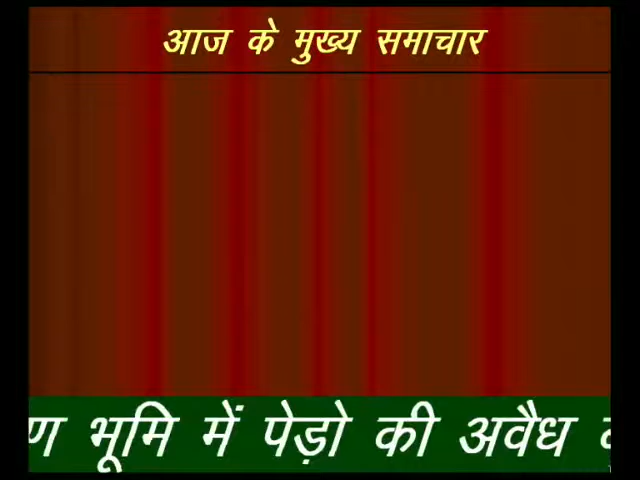 आज के मुख्य समाचार
भूमि में पेड़ो की अवैध